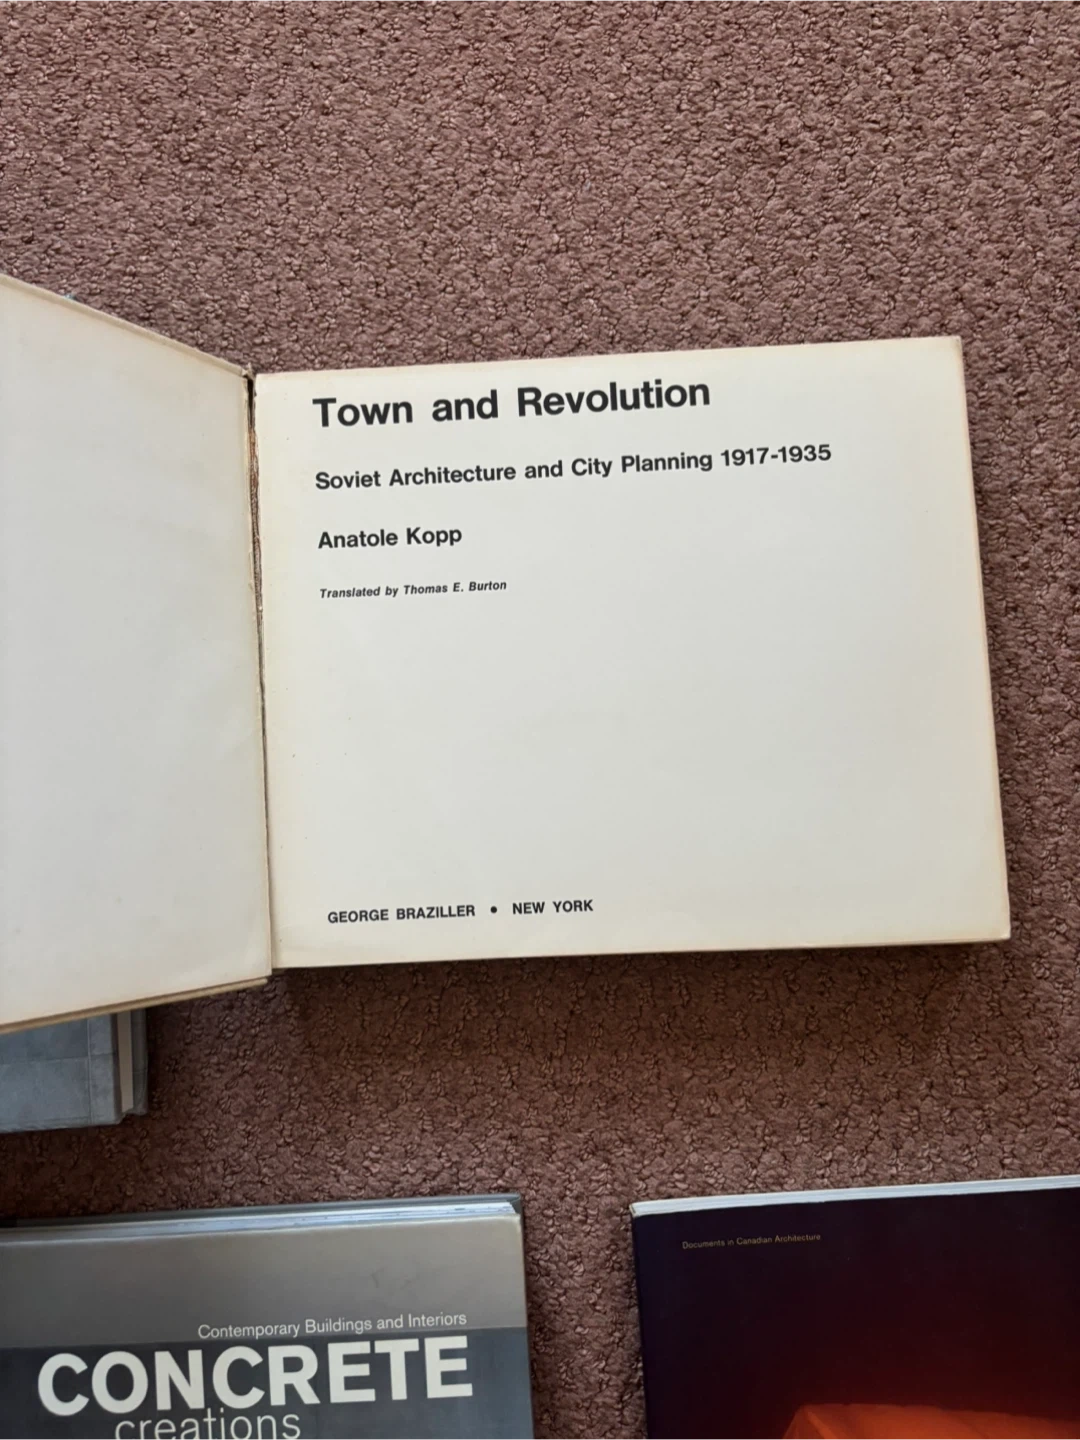 Town and Revolution
Soviet Architecture and City Planning 1917-1935
Anatole Kopp
Translated by Thomas E. Burton
GEORGE BRAZILLER • NEW YORK
Contemporary Buildings and Interiors
CONCRETE
creations
Documents in Canadian Architecture